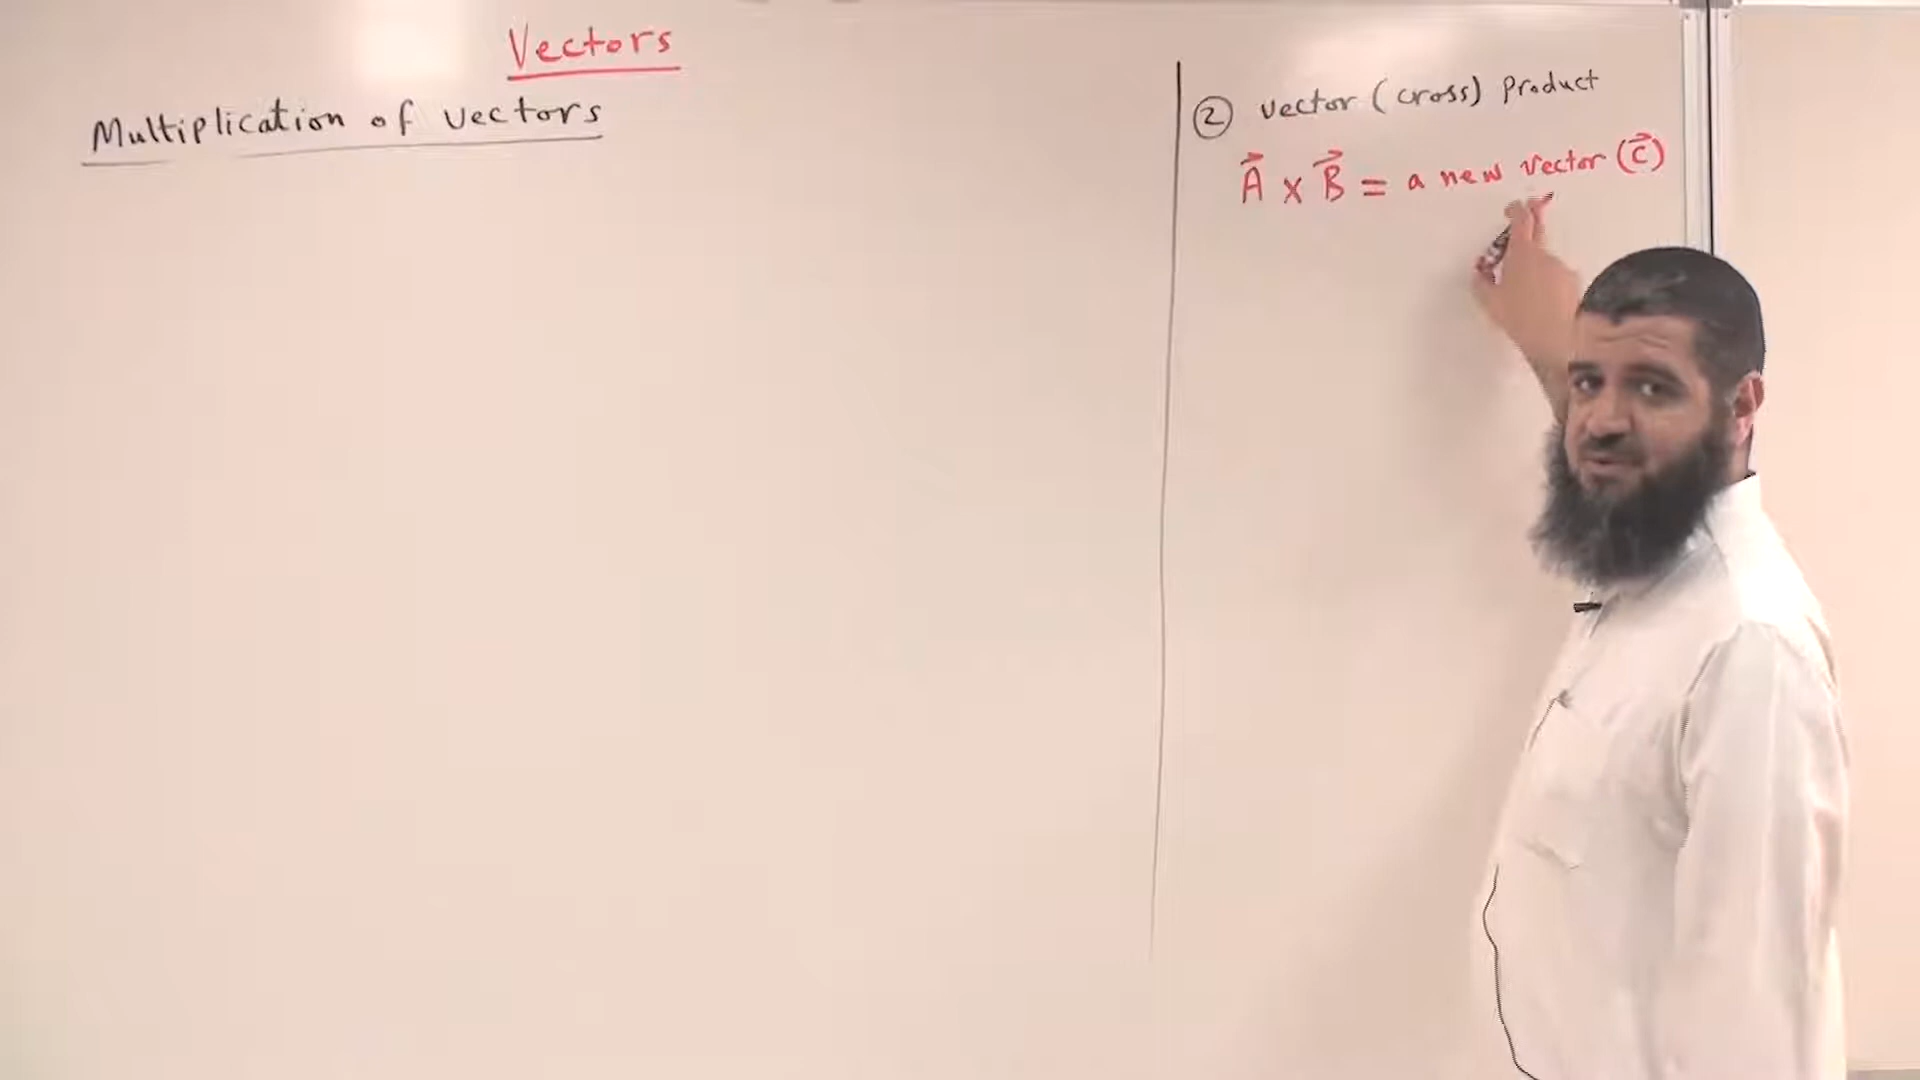 Vectors
Multiplication of vectors
② vector (cross) product
A⃗ x B⃗ = a new vector (C⃗)